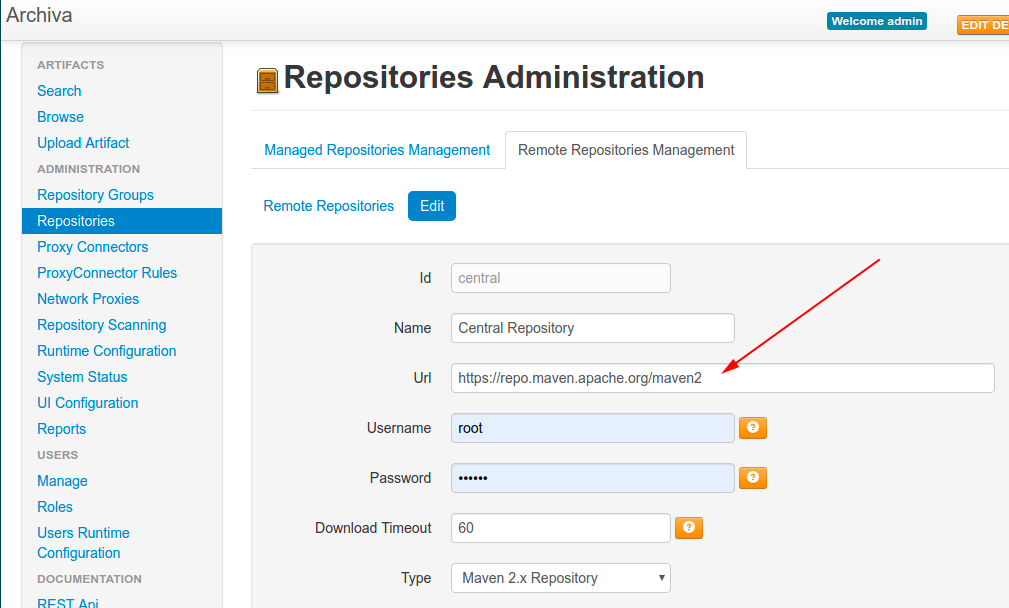 Archiva
Welcome admin
EDIT DE
ARTIFACTS
Search
Browse
Upload Artifact
ADMINISTRATION
Repository Groups
Repositories
Proxy Connectors
ProxyConnector Rules
Network Proxies
Repository Scanning
Runtime Configuration
System Status
UI Configuration
Reports
USERS
Manage
Roles
Users Runtime
Configuration
DOCUMENTATION
REST Api
Repositories Administration
Managed Repositories Management Remote Repositories Management
Remote Repositories Edit
Id central
Name Central Repository
Url https://repo.maven.apache.org/maven2
Username root ?
Password •••••• ?
Download Timeout 60 ?
Type Maven 2.x Repository